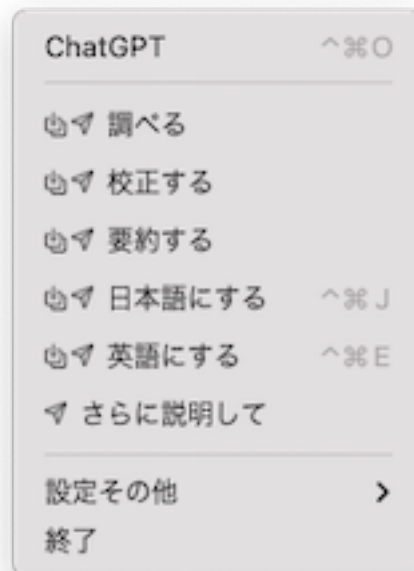 ChatGPT ^⌘O
調べる
校正する
要約する
日本語にする ^⌘J
英語にする ^⌘E
さらに説明して
設定その他
終了